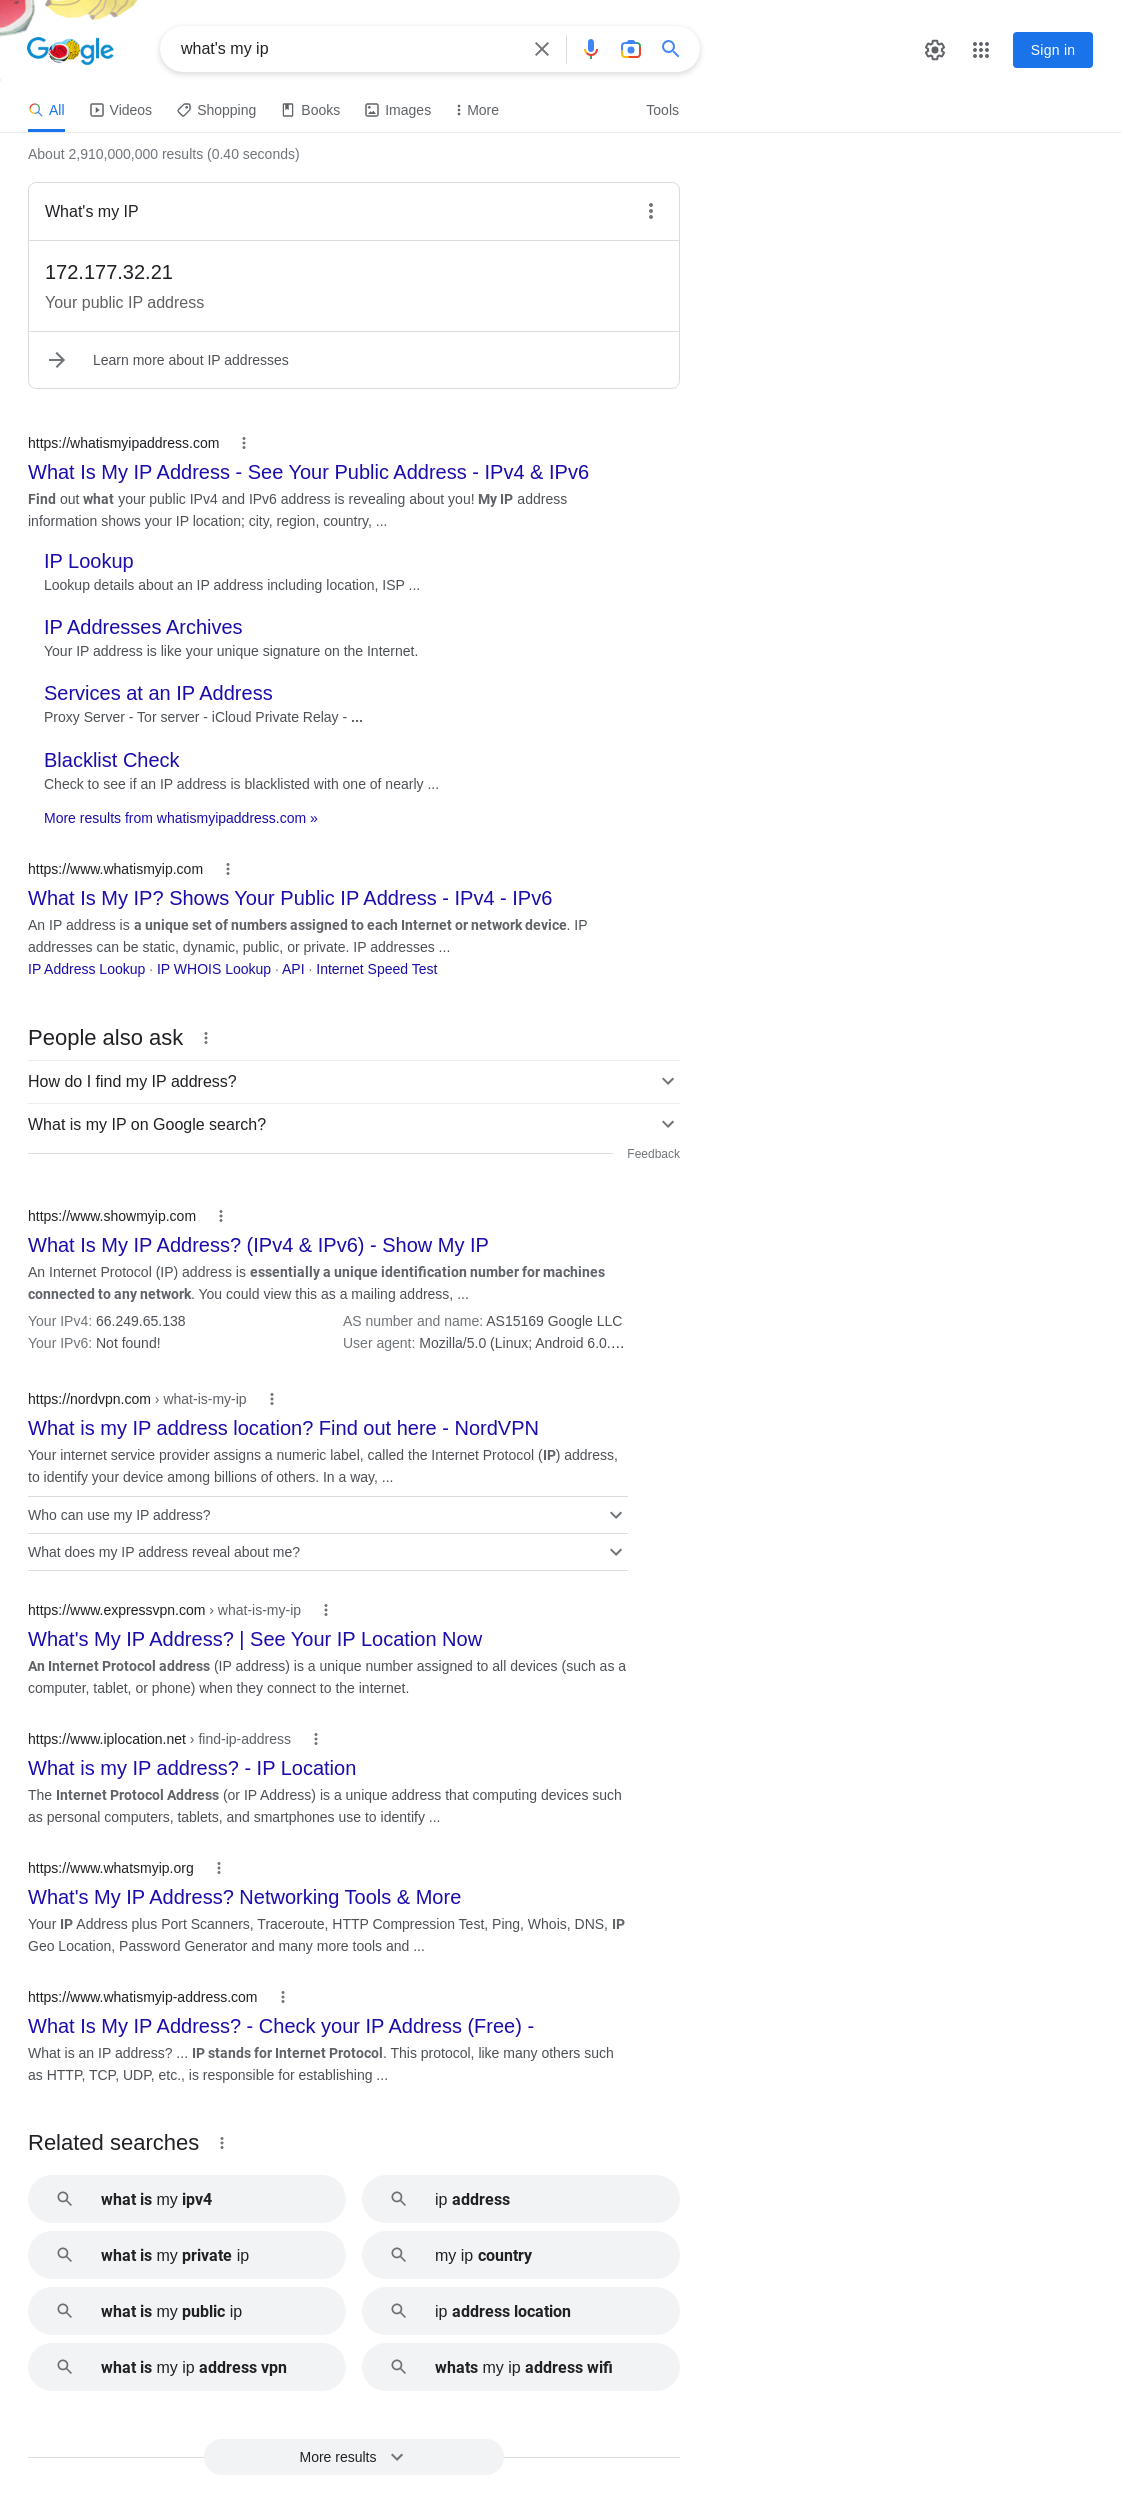 Google
what's my ip
Sign in
All
Videos
Shopping
Books
Images
More
Tools
About 2,910,000,000 results (0.40 seconds)
What's my IP
172.177.32.21
Your public IP address
Learn more about IP addresses
https://whatismyipaddress.com
What Is My IP Address - See Your Public Address - IPv4 & IPv6
Find out what your public IPv4 and IPv6 address is revealing about you! My IP address
information shows your IP location; city, region, country, ...
IP Lookup
Lookup details about an IP address including location, ISP ...
IP Addresses Archives
Your IP address is like your unique signature on the Internet.
Services at an IP Address
Proxy Server - Tor server - iCloud Private Relay - ...
Blacklist Check
Check to see if an IP address is blacklisted with one of nearly ...
More results from whatismyipaddress.com »
https://www.whatismyip.com
What Is My IP? Shows Your Public IP Address - IPv4 - IPv6
An IP address is a unique set of numbers assigned to each Internet or network device. IP
addresses can be static, dynamic, public, or private. IP addresses ...
IP Address Lookup · IP WHOIS Lookup · API · Internet Speed Test
People also ask
How do I find my IP address?
What is my IP on Google search?
Feedback
https://www.showmyip.com
What Is My IP Address? (IPv4 & IPv6) - Show My IP
An Internet Protocol (IP) address is essentially a unique identification number for machines
connected to any network. You could view this as a mailing address, ...
Your IPv4: 66.249.65.138
AS number and name: AS15169 Google LLC
Your IPv6: Not found!
User agent: Mozilla/5.0 (Linux; Android 6.0....
https://nordvpn.com › what-is-my-ip
What is my IP address location? Find out here - NordVPN
Your internet service provider assigns a numeric label, called the Internet Protocol (IP) address,
to identify your device among billions of others. In a way, ...
Who can use my IP address?
What does my IP address reveal about me?
https://www.expressvpn.com › what-is-my-ip
What's My IP Address? | See Your IP Location Now
An Internet Protocol address (IP address) is a unique number assigned to all devices (such as a
computer, tablet, or phone) when they connect to the internet.
https://www.iplocation.net › find-ip-address
What is my IP address? - IP Location
The Internet Protocol Address (or IP Address) is a unique address that computing devices such
as personal computers, tablets, and smartphones use to identify ...
https://www.whatsmyip.org
What's My IP Address? Networking Tools & More
Your IP Address plus Port Scanners, Traceroute, HTTP Compression Test, Ping, Whois, DNS, IP
Geo Location, Password Generator and many more tools and ...
https://www.whatismyip-address.com
What Is My IP Address? - Check your IP Address (Free) -
What is an IP address? ... IP stands for Internet Protocol. This protocol, like many others such
as HTTP, TCP, UDP, etc., is responsible for establishing ...
Related searches
what is my ipv4
ip address
what is my private ip
my ip country
what is my public ip
ip address location
what is my ip address vpn
whats my ip address wifi
More results